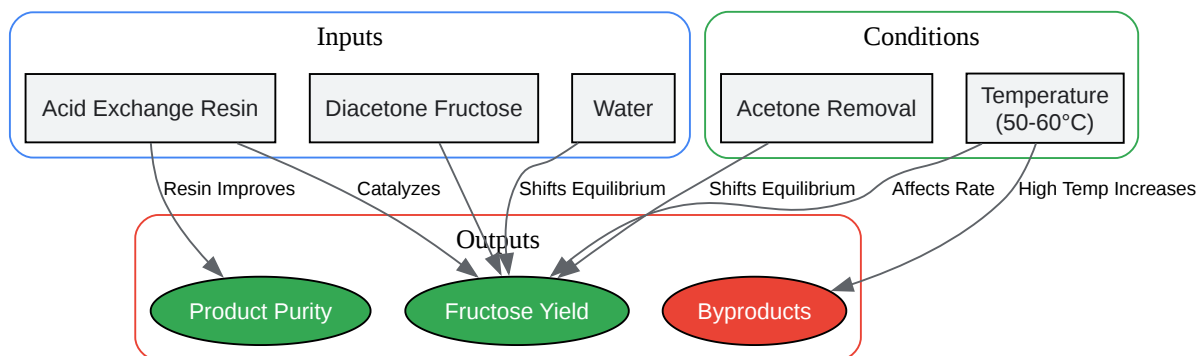 Inputs
Conditions
Acid Exchange Resin
Diacetone Fructose
Water
Acetone Removal
Temperature
(50-60°C)
Resin Improves
Catalyzes
Shifts Equilibrium
Shifts Equilibrium
Affects Rate
High Temp Increases
Outputs
Product Purity
Fructose Yield
Byproducts